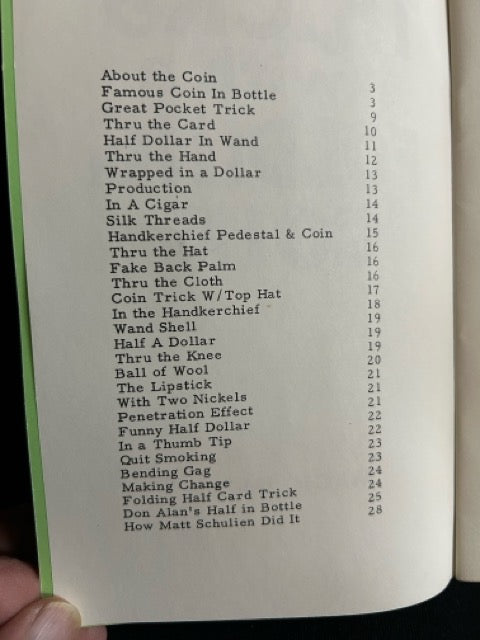 About the Coin 3
Famous Coin In Bottle 3
Great Pocket Trick 9
Thru the Card 10
Half Dollar In Wand 11
Thru the Hand 12
Wrapped in a Dollar 13
Production 13
In A Cigar 14
Silk Threads 14
Handkerchief Pedestal & Coin 15
Thru the Hat 16
Fake Back Palm 16
Thru the Cloth 16
Coin Trick W/Top Hat 17
In the Handkerchief 18
Wand Shell 19
Half A Dollar 19
Thru the Knee 19
Ball of Wool 20
The Lipstick 21
With Two Nickels 21
Penetration Effect 21
Funny Half Dollar 22
In a Thumb Tip 22
Quit Smoking 23
Bending Gag 23
Making Change 24
Folding Half Card Trick 24
Don Alan's Half in Bottle 25
How Matt Schulien Did It 28